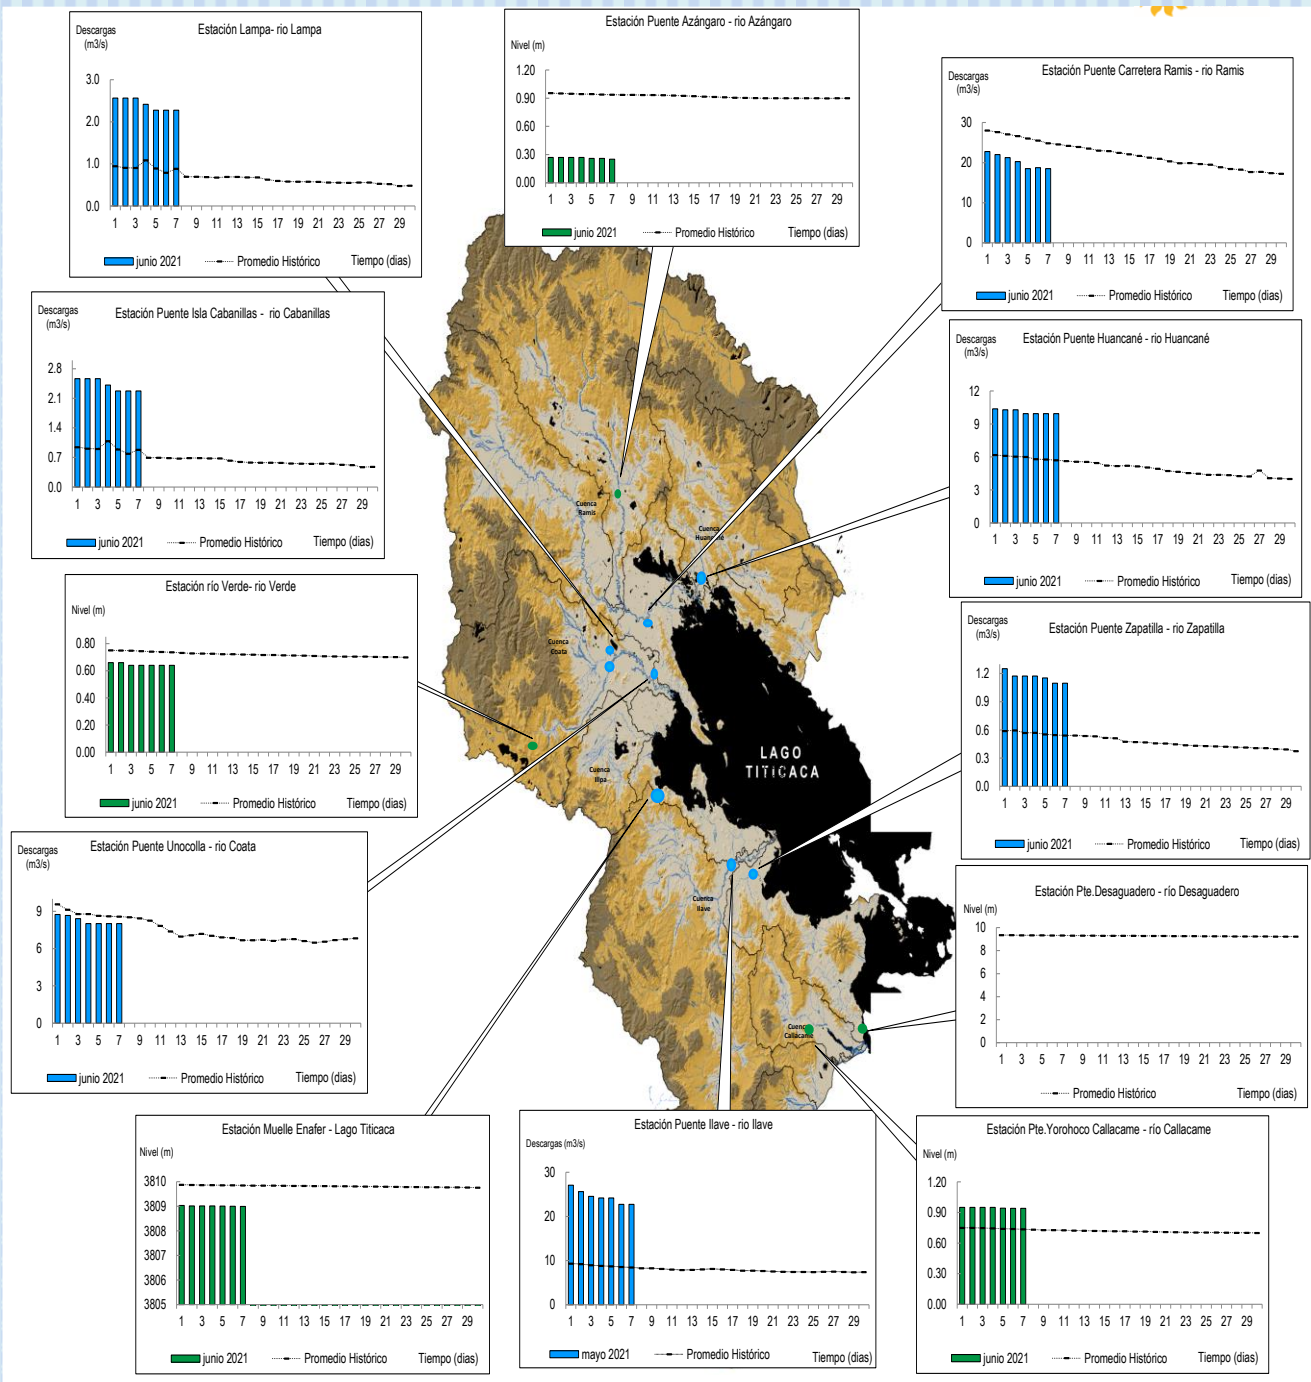 Estación Lampa- rio Lampa
Descargas
(m3/s)
3.0
2.0
1.0
0.0
1 3 5 7 9 11 13 15 17 19 21 23 25 27 29
junio 2021 Promedio Histórico Tiempo (dias)
Estación Puente Azángaro - rio Azángaro
Nivel (m)
1.20
0.90
0.60
0.30
0.00
1 3 5 7 9 11 13 15 17 19 21 23 25 27 29
junio 2021 Promedio Histórico Tiempo (dias)
Estación Puente Carretera Ramis - rio Ramis
Descargas
(m3/s)
30
20
10
0
1 3 5 7 9 11 13 15 17 19 21 23 25 27 29
junio 2021 Promedio Histórico Tiempo (dias)
Estación Puente Isla Cabanillas - rio Cabanillas
Descargas
(m3/s)
2.8
2.1
1.4
0.7
0.0
1 3 5 7 9 11 13 15 17 19 21 23 25 27 29
junio 2021 Promedio Histórico Tiempo (dias)
Estación Puente Huancané - rio Huancané
Descargas
(m3/s)
12
9
6
3
0
1 3 5 7 9 11 13 15 17 19 21 23 25 27 29
junio 2021 Promedio Histórico Tiempo (dias)
Cuenca
Ramis
Cuenca
Huancané
Cuenca
Coata
LAGO
TITICACA
Cuenca
Illpa
Cuenca
Ilave
Cuenca
Callacame
Estación río Verde- rio Verde
Nivel (m)
0.80
0.60
0.40
0.20
0.00
1 3 5 7 9 11 13 15 17 19 21 23 25 27 29
junio 2021 Promedio Histórico Tiempo (dias)
Estación Puente Zapatilla - rio Zapatilla
Descargas
(m3/s)
1.2
0.9
0.6
0.3
0.0
1 3 5 7 9 11 13 15 17 19 21 23 25 27 29
junio 2021 Promedio Histórico Tiempo (dias)
Estación Puente Unocolla - rio Coata
Descargas
(m3/s)
9
6
3
0
1 3 5 7 9 11 13 15 17 19 21 23 25 27 29
junio 2021 Promedio Histórico Tiempo (dias)
Estación Pte.Desaguadero - río Desaguadero
Nivel (m)
10
8
6
4
2
0
1 3 5 7 9 11 13 15 17 19 21 23 25 27 29
Promedio Histórico Tiempo (dias)
Estación Muelle Enafer - Lago Titicaca
Nivel (m)
3810
3809
3808
3807
3806
3805
1 3 5 7 9 11 13 15 17 19 21 23 25 27 29
junio 2021 Promedio Histórico Tiempo (dias)
Estación Puente Ilave - rio Ilave
Descargas (m3/s)
30
20
10
0
1 3 5 7 9 11 13 15 17 19 21 23 25 27 29
mayo 2021 Promedio Histórico Tiempo (dias)
Estación Pte.Yorohoco Callacame - río Callacame
Nivel (m)
1.20
0.90
0.60
0.30
0.00
1 3 5 7 9 11 13 15 17 19 21 23 25 27 29
junio 2021 Promedio Histórico Tiempo (dias)